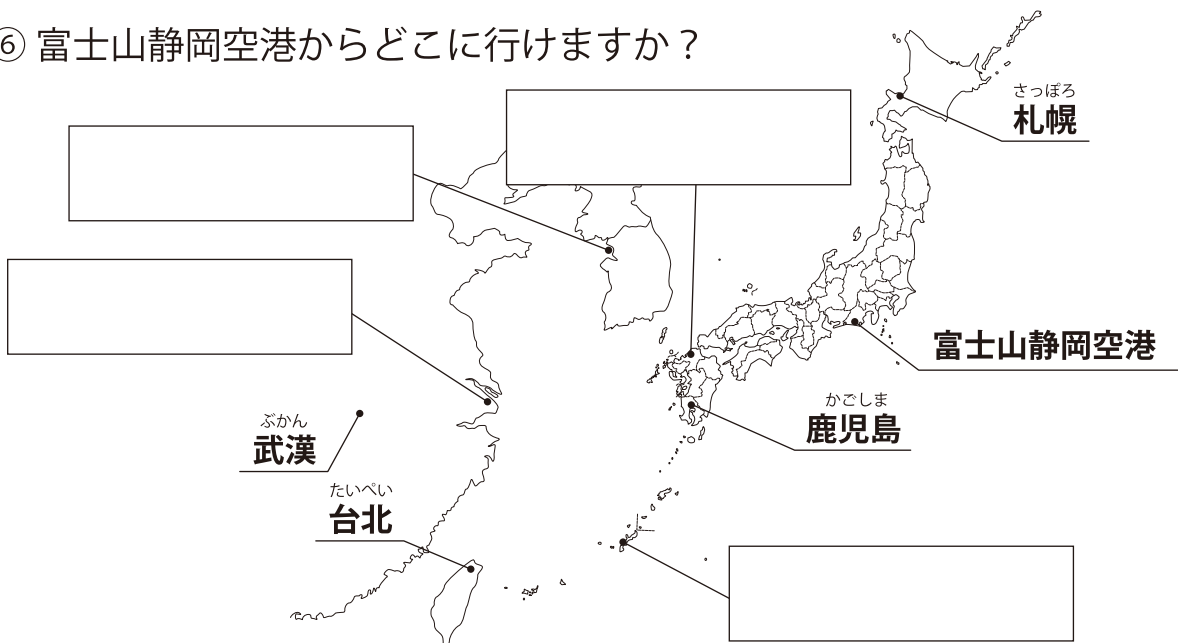 ⑥ 富士山静岡空港からどこに行けますか？
さっぽろ
札幌
富士山静岡空港
かごしま
鹿児島
ぶかん
武漢
たいぺい
台北